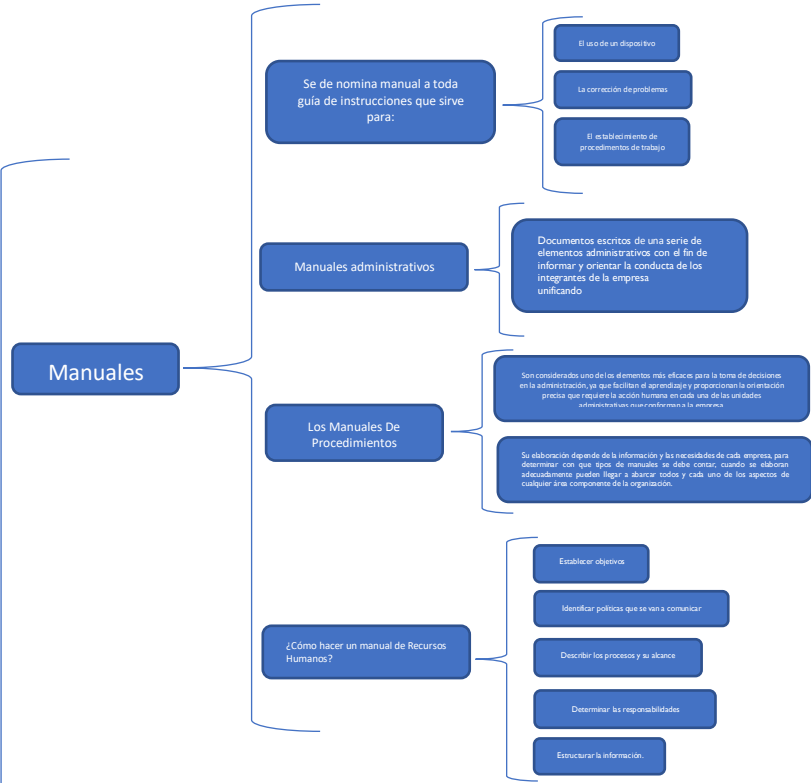 Manuales
Se de nomina manual a toda
guía de instrucciones que sirve
para:
El uso de un dispositivo
La corrección de problemas
El establecimiento de
procedimentos de trabajo
Manuales administrativos
Documentos escritos de una serie de
elementos administrativos con el fin de
informar y orientar la conducta de los
integrantes de la empresa
unificando
Los Manuales De
Procedimientos
Son considerados uno de los elementos más eficaces para la toma de decisiones
en la administración, ya que facilitan el aprendizaje y proporcionan la orientación
precisa que requiere la acción humana en cada una de las unidades
administrativas que conforman a la empresa
Su elaboración depende de la información y las necesidades de cada empresa, para
determinar con que tipos de manuales se debe contar, cuando se elaboran
adecuadamente pueden llegar a abarcar todos y cada uno de los aspectos de
cualquier área componente de la organización.
¿Cómo hacer un manual de Recursos
Humanos?
Establecer objetivos
Identificar políticas que se van a comunicar
Describir los procesos y su alcance
Determinar las responsabilidades
Estructurar la información.